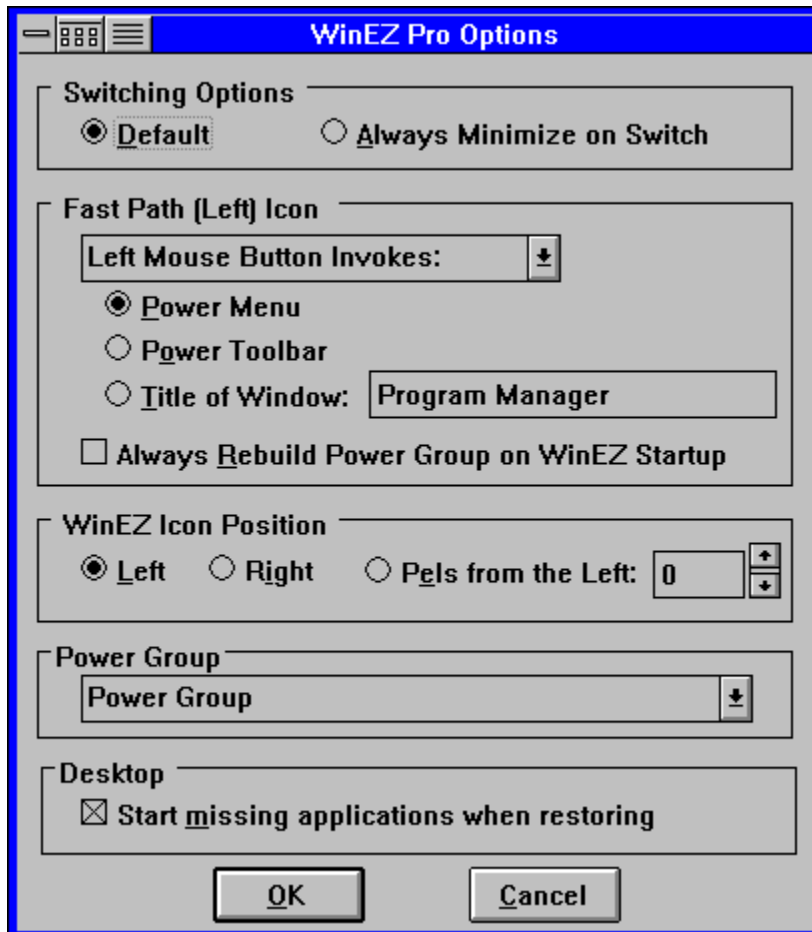 WinEZ Pro Options
Switching Options
Default Always Minimize on Switch
Fast Path (Left) Icon
Left Mouse Button Invokes:
Power Menu
Power Toolbar
Title of Window: Program Manager
Always Rebuild Power Group on WinEZ Startup
WinEZ Icon Position
Left Right Pels from the Left: 0
Power Group
Power Group
Desktop
Start missing applications when restoring
OK Cancel